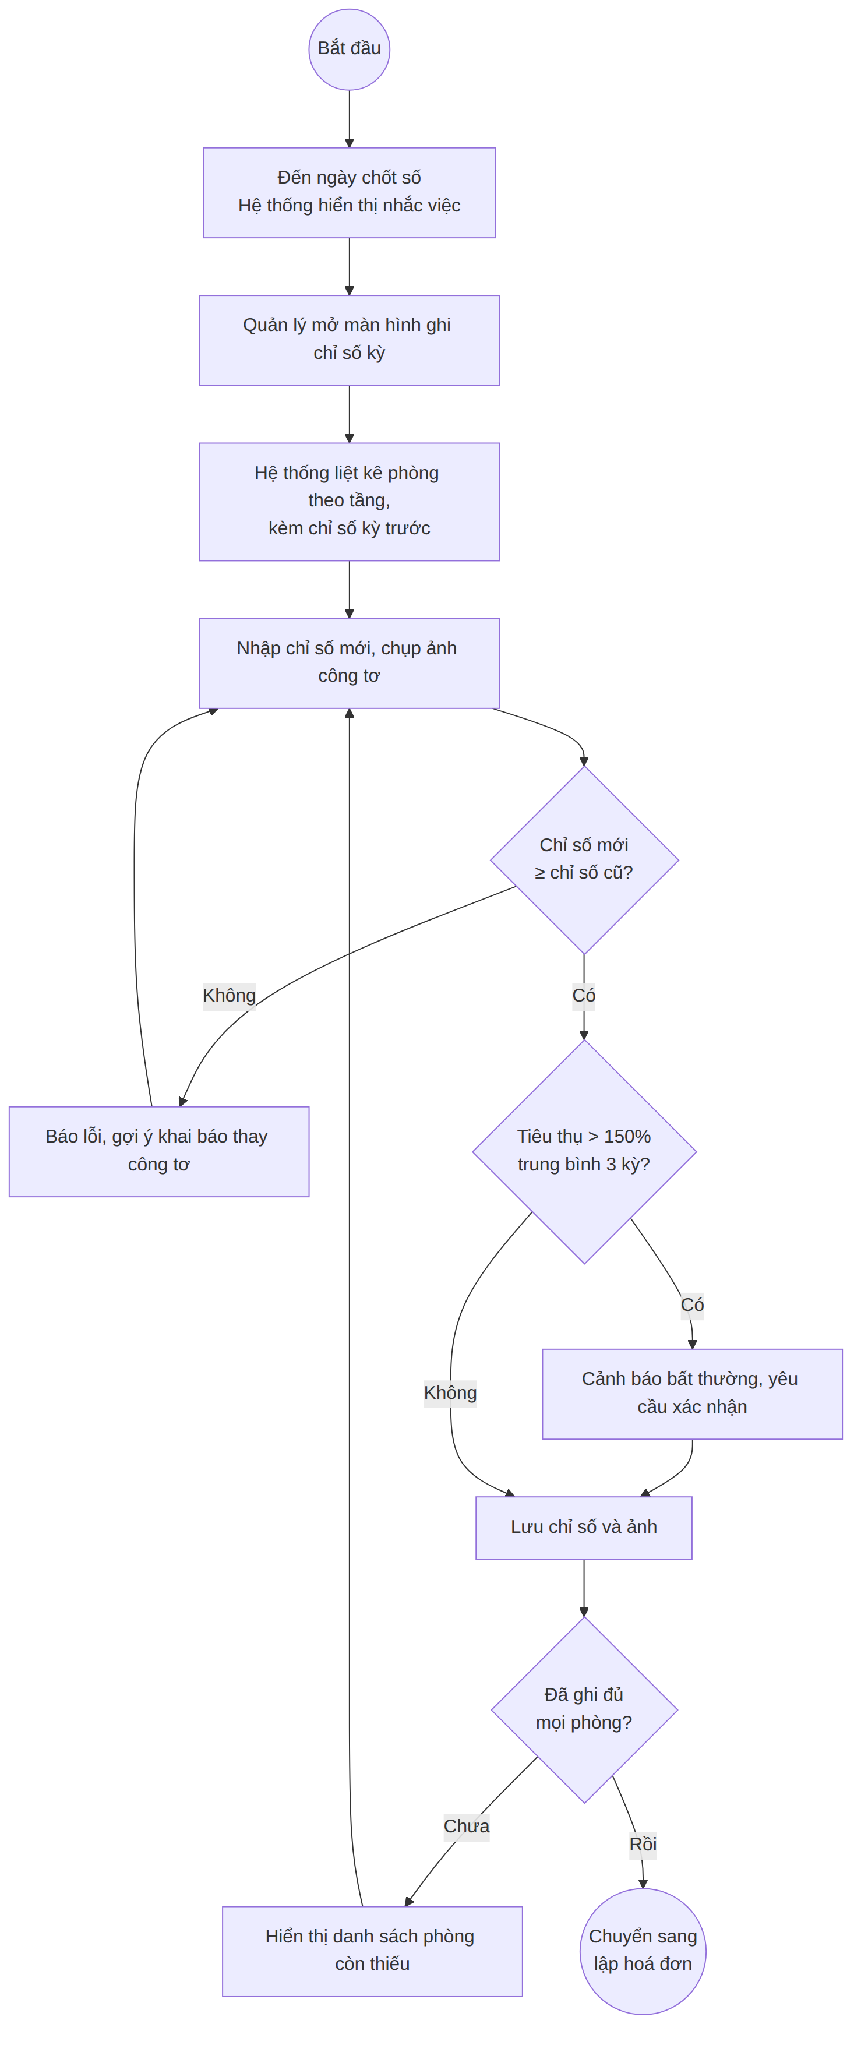 Bắt đầu
Đến ngày chốt số
Hệ thống hiển thị nhắc việc
Quản lý mở màn hình ghi
chỉ số kỳ
Hệ thống liệt kê phòng
theo tầng,
kèm chỉ số kỳ trước
Nhập chỉ số mới, chụp ảnh
công tơ
Chỉ số mới
≥ chỉ số cũ?
Không
Có
Báo lỗi, gợi ý khai báo thay
công tơ
Tiêu thụ > 150%
trung bình 3 kỳ?
Có
Không
Cảnh báo bất thường, yêu
cầu xác nhận
Lưu chỉ số và ảnh
Đã ghi đủ
mọi phòng?
Chưa
Rồi
Hiển thị danh sách phòng
còn thiếu
Chuyển sang
lập hoá đơn